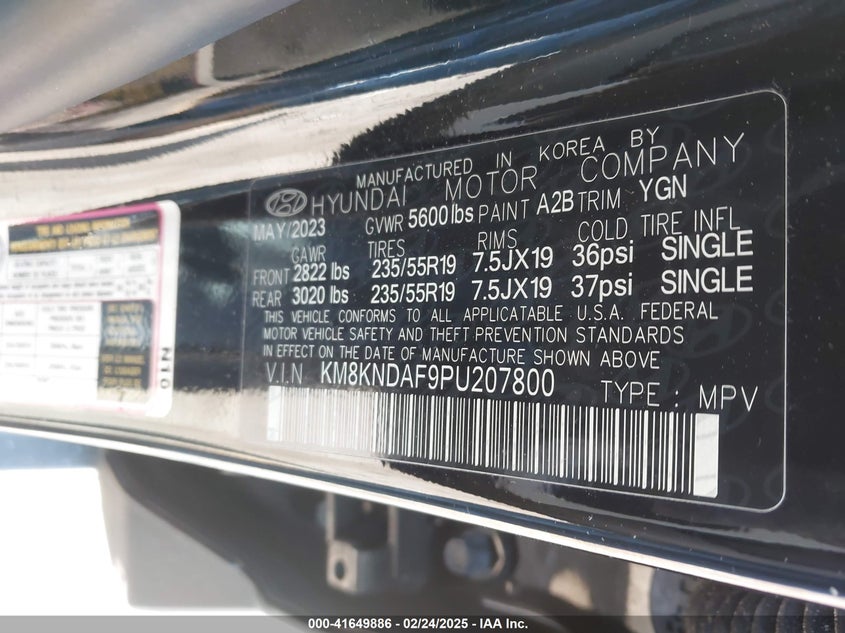 MANUFACTURED IN KOREA BY
HYUNDAI MOTOR COMPANY
MAY/2023 GVWR 5600lbs PAINT A2B TRIM YGN
GAWR TIRES RIMS COLD TIRE INFL
FRONT 2822 lbs 235/55R19 7.5JX19 36psi SINGLE
REAR 3020 lbs 235/55R19 7.5JX19 37psi SINGLE
THIS VEHICLE CONFORMS TO ALL APPLICATABLE U.S.A. FEDERAL
MOTOR VEHICLE SAFETY AND THEFT PREVENTION STANDARDS
IN EFFECT ON THE DATE OF MANUFACTURE SHOWN ABOVE
V.I.N KM8KNDAF9PU207800 TYPE : MPV
N10
000-41649886 - 02/24/2025 - IAA Inc.